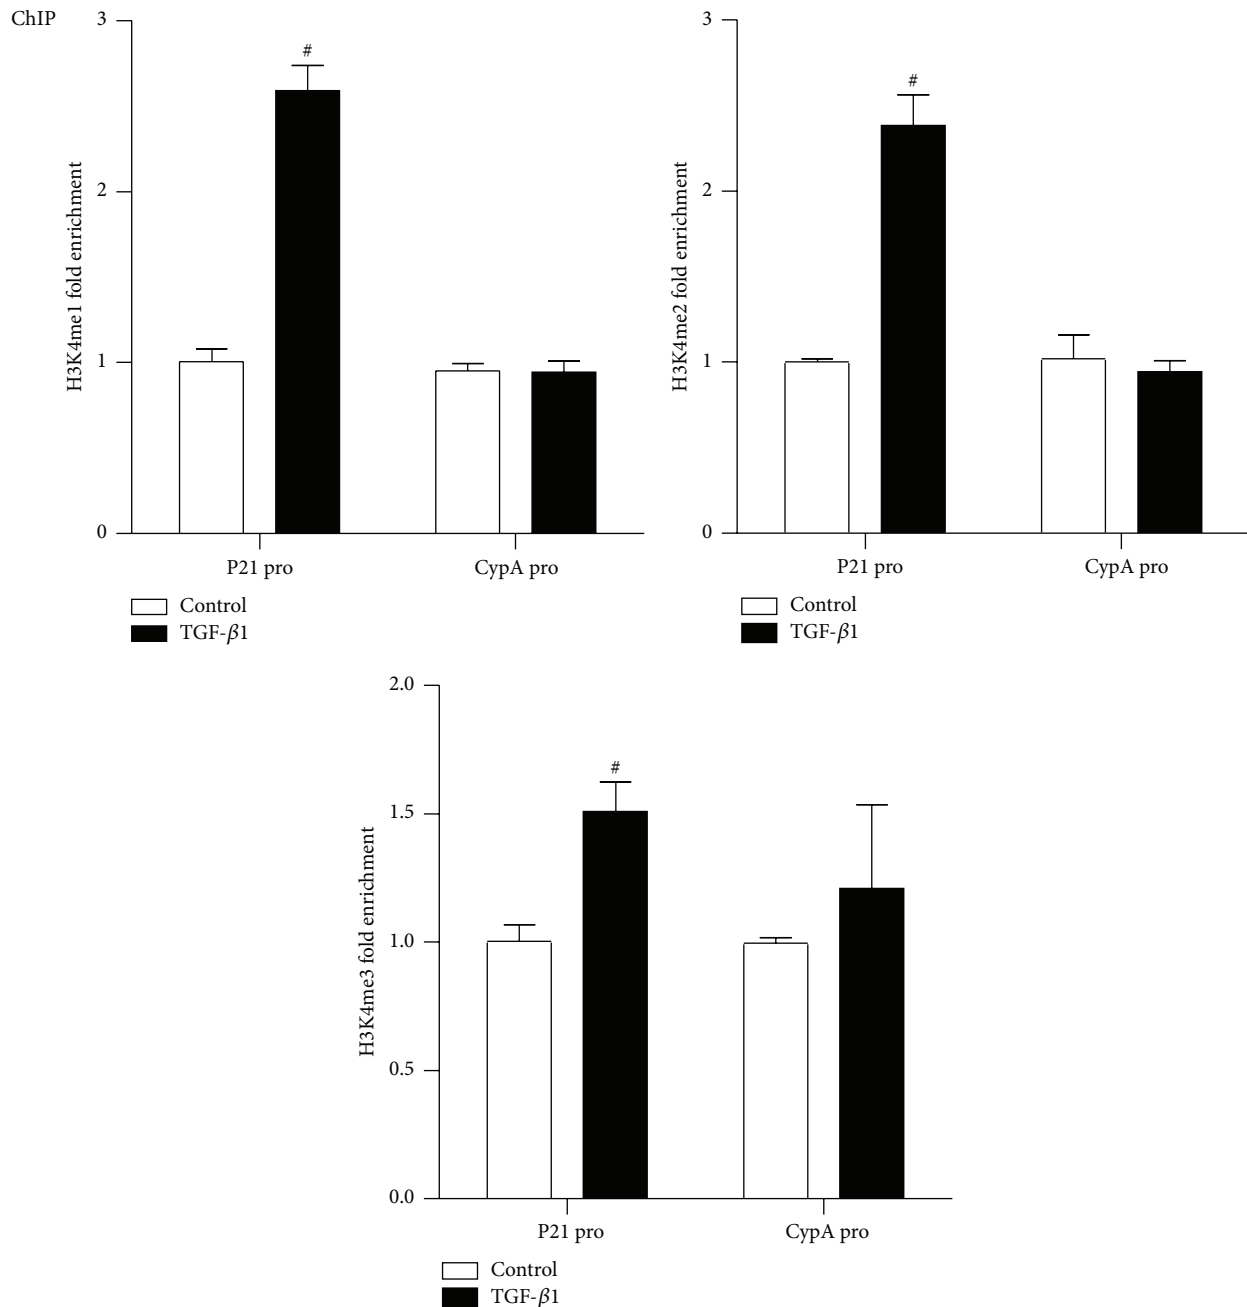 ChIP
H3K4me1 fold enrichment
3
2
1
0
#
P21 pro
CypA pro
Control
TGF-β1
H3K4me2 fold enrichment
3
2
1
0
#
P21 pro
CypA pro
Control
TGF-β1
H3K4me3 fold enrichment
2.0
1.5
1.0
0.5
0.0
#
P21 pro
CypA pro
Control
TGF-β1